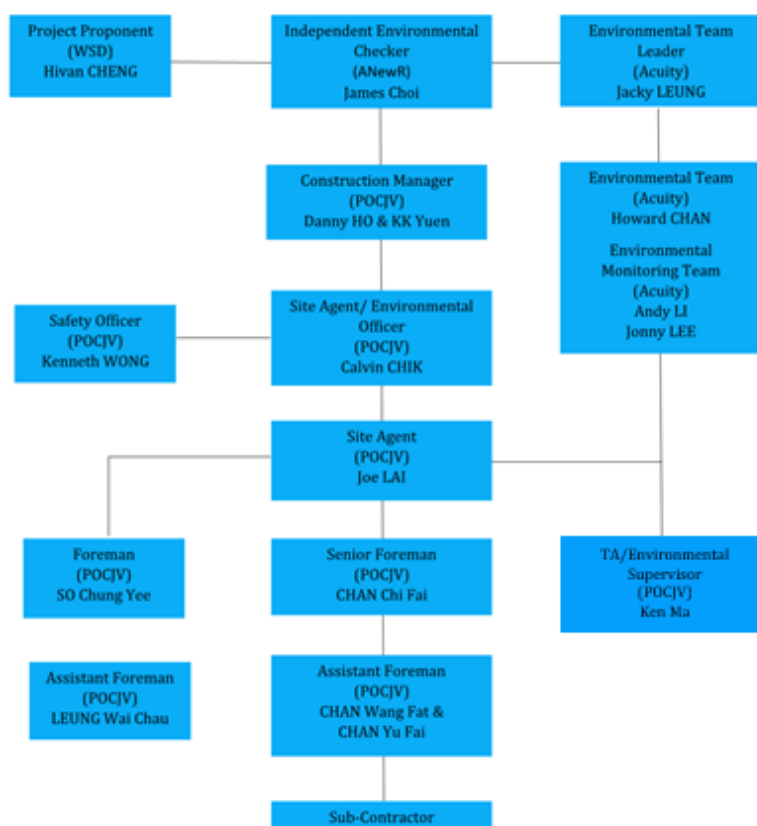 Project Proponent
(WSD)
Hivan CHENG
Independent Environmental
Checker
(ANewR)
James Choi
Environmental Team
Leader
(Acuity)
Jacky LEUNG
Construction Manager
(POCJV)
Danny HO & KK Yuen
Environmental Team
(Acuity)
Howard CHAN
Environmental
Monitoring Team
(Acuity)
Andy LI
Jonny LEE
Safety Officer
(POCJV)
Kenneth WONG
Site Agent/ Environmental
Officer
(POCJV)
Calvin CHIK
Site Agent
(POCJV)
Joe LAI
Foreman
(POCJV)
SO Chung Yee
Senior Foreman
(POCJV)
CHAN Chi Fai
TA/Environmental
Supervisor
(POCJV)
Ken Ma
Assistant Foreman
(POCJV)
LEUNG Wai Chau
Assistant Foreman
(POCJV)
CHAN Wang Fat &
CHAN Yu Fai
Sub-Contractor